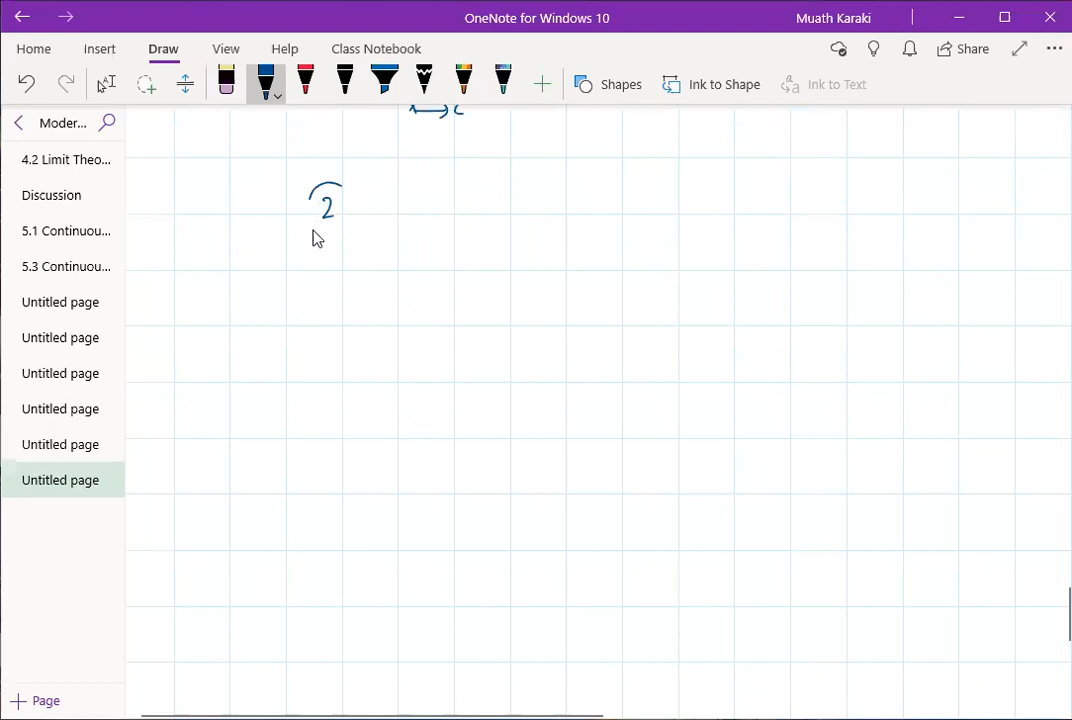 OneNote for Windows 10
Muath Karaki
Home Insert Draw View Help Class Notebook
Share
Shapes Ink to Shape Ink to Text
Moder...
4.2 Limit Theo...
Discussion
5.1 Continuou...
5.3 Continuou...
Untitled page
Untitled page
Untitled page
Untitled page
Untitled page
Untitled page
Page
2